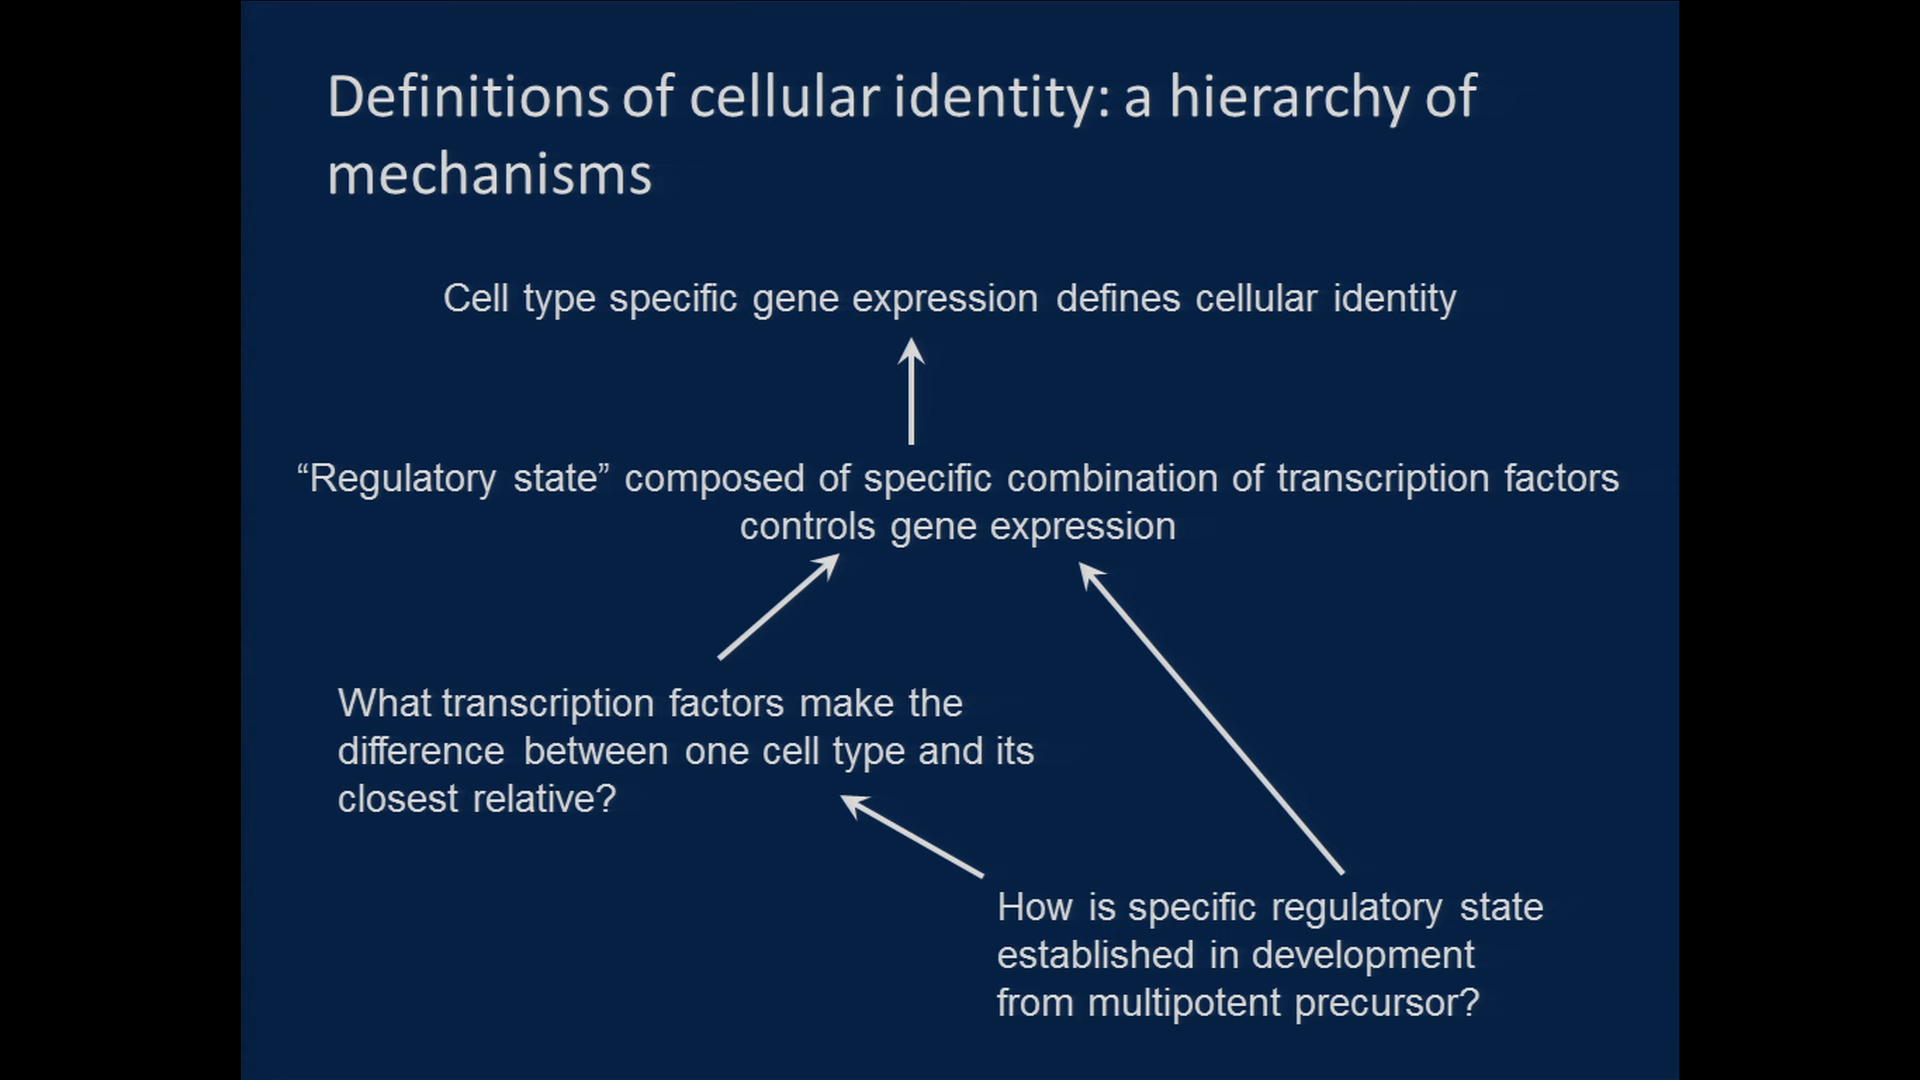 Definitions of cellular identity: a hierarchy of
mechanisms
Cell type specific gene expression defines cellular identity
“Regulatory state” composed of specific combination of transcription factors
controls gene expression
What transcription factors make the
difference between one cell type and its
closest relative?
How is specific regulatory state
established in development
from multipotent precursor?